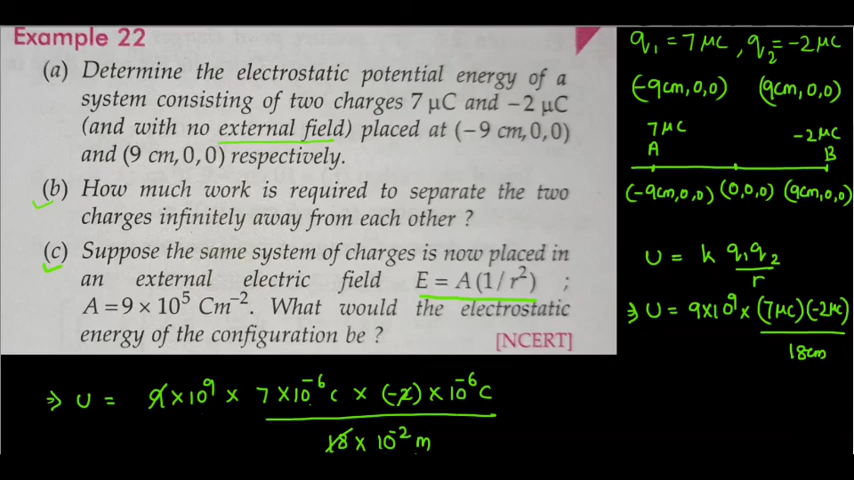 Example 22
(a) Determine the electrostatic potential energy of a
system consisting of two charges 7 μC and −2 μC
(and with no external field) placed at (−9 cm,0,0)
and (9 cm,0,0) respectively.
(b) How much work is required to separate the two
charges infinitely away from each other ?
(c) Suppose the same system of charges is now placed in
an external electric field E = A(1/r²) ;
A = 9 × 10⁵ Cm⁻². What would the electrostatic
energy of the configuration be ?
[NCERT]
q₁ = 7 μC , q₂ = -2 μC
(-9cm,0,0) (9cm,0,0)
7μC -2μC
A B
(-9cm,0,0) (0,0,0) (9cm,0,0)
U = k q₁q₂
r
⇒ U = 9×10⁹ × (7μC)(-2μC)
18cm
⇒ U = 9×10⁹ × 7×10⁻⁶C × (-2) × 10⁻⁶C
18 × 10⁻² m